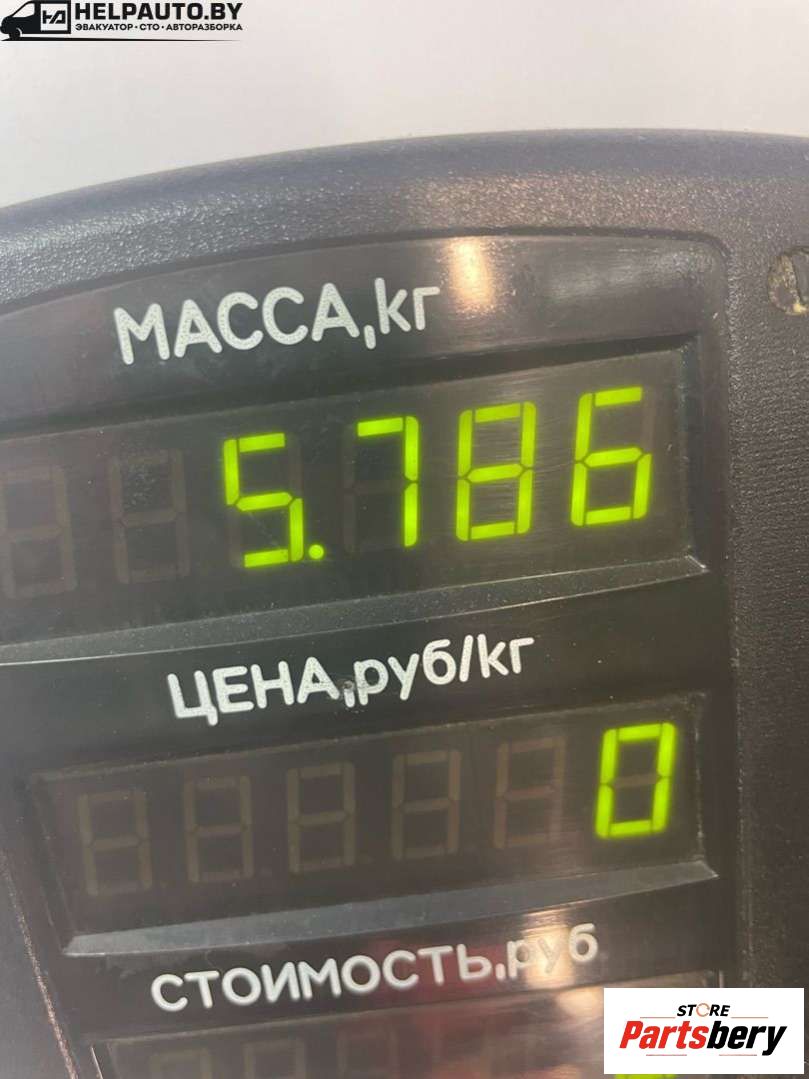 HELPAUTO.BY
ЭВАКУАТОР • СТО • АВТОРАЗБОРКА
МАССА,кг
5.786
ЦЕНА,руб/кг
0
СТОИМОСТЬ,руб
STORE
Partsbery